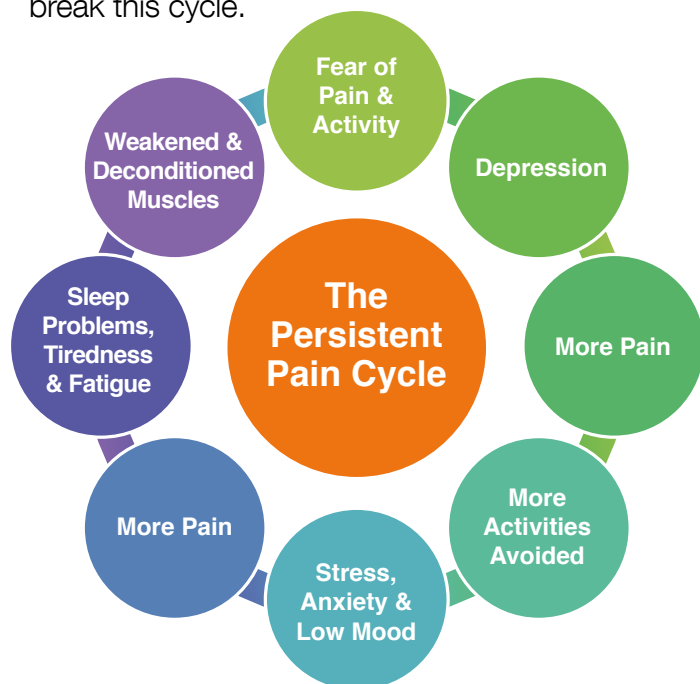 break this cycle.
Fear of
Pain &
Activity
Depression
More Pain
More
Activities
Avoided
Stress,
Anxiety &
Low Mood
More Pain
Sleep
Problems,
Tiredness
& Fatigue
Weakened &
Deconditioned
Muscles
The
Persistent
Pain Cycle